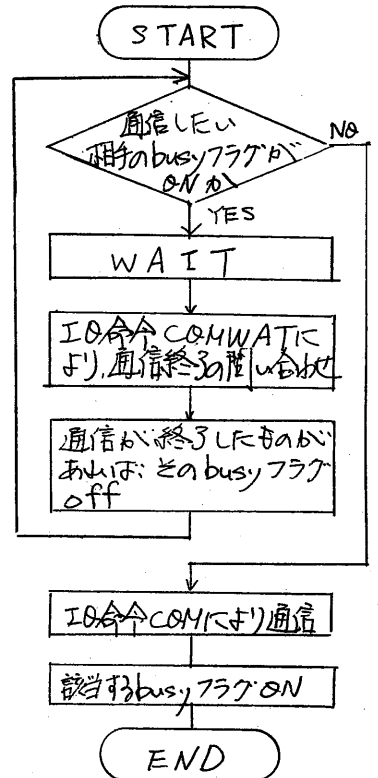 START
通信したい
相手のbusyフラグが
ONか
NO
YES
WAIT
IO命令COMWATに
より,通信終了の問い合わせ
通信が終了したものが
あれば、そのbusyフラグ
off
IO命令COMにより通信
該当するbusyフラグON
END